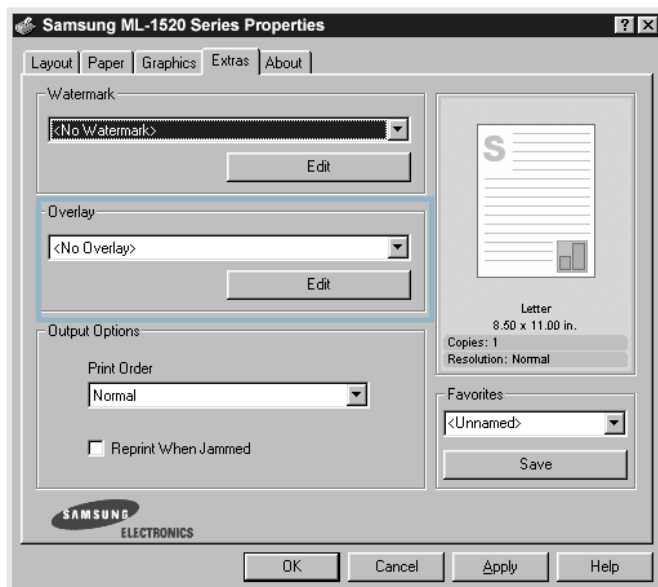 Samsung ML-1520 Series Properties
Layout Paper Graphics Extras About
Watermark
<No Watermark>
Edit
Overlay
<No Overlay>
Edit
Output Options
Print Order
Normal
Reprint When Jammed
S
Letter
8.50 x 11.00 in.
Copies: 1
Resolution: Normal
Favorites
<Unnamed>
Save
SAMSUNG
ELECTRONICS
OK Cancel Apply Help